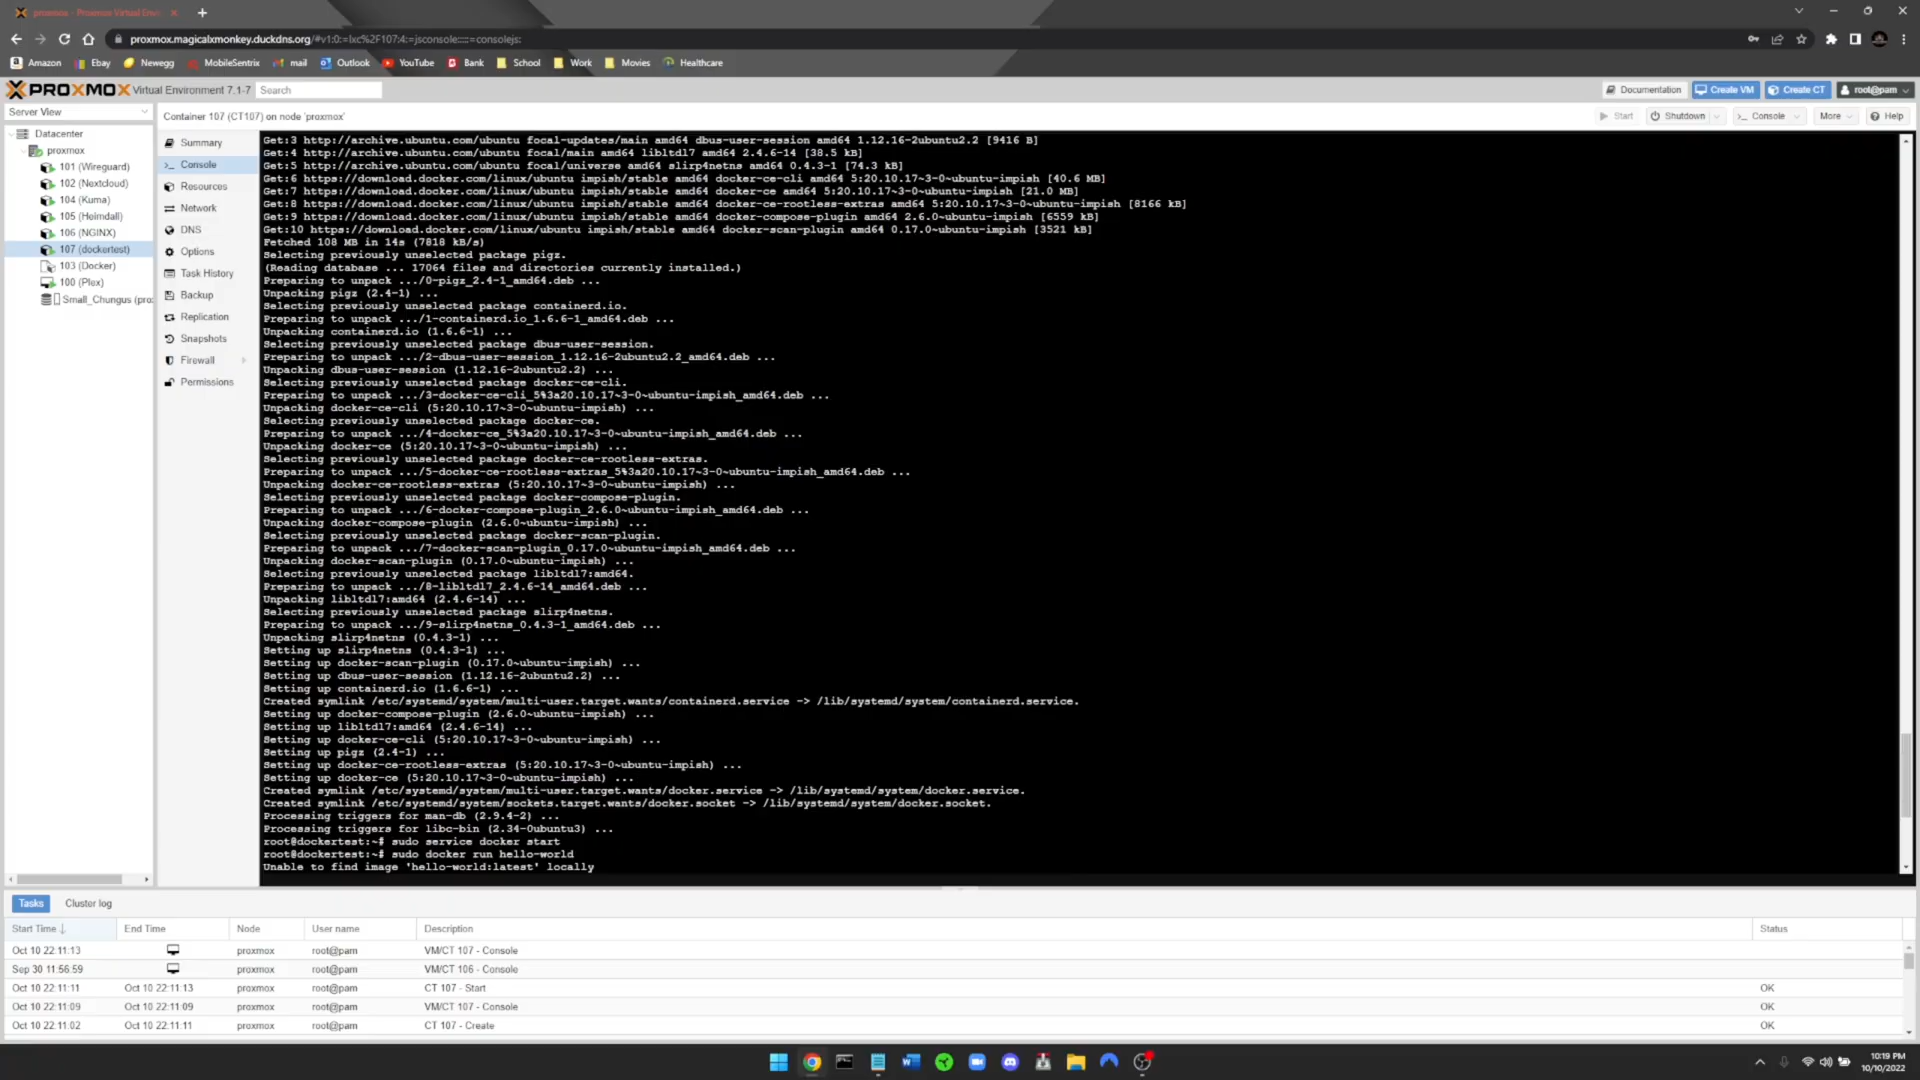 proxmox - Proxmox Virtual Envi
proxmox.magicalxmonkey.duckdns.org/#v1:0:=lxc%2F107:4:=jsconsole:::::=consolejs:
Amazon
Ebay
Newegg
MobileSentrix
mail
Outlook
YouTube
Bank
School
Work
Movies
Healthcare
PROXMOX Virtual Environment 7.1-7
Search
Documentation
Create VM
Create CT
root@pam
Server View
Container 107 (CT107) on node 'proxmox'
Start
Shutdown
Console
More
Help
Datacenter
proxmox
101 (Wireguard)
102 (Nextcloud)
104 (Kuma)
105 (Heimdall)
106 (NGINX)
107 (dockertest)
103 (Docker)
100 (Plex)
Small_Chungus (pro
Summary
Console
Resources
Network
DNS
Options
Task History
Backup
Replication
Snapshots
Firewall
Permissions
Get:3 http://archive.ubuntu.com/ubuntu focal-updates/main amd64 dbus-user-session amd64 1.12.16-2ubuntu2.2 [9416 B]
Get:4 http://archive.ubuntu.com/ubuntu focal/main amd64 libltdl7 amd64 2.4.6-14 [38.5 kB]
Get:5 http://archive.ubuntu.com/ubuntu focal/universe amd64 slirp4netns amd64 0.4.3-1 [74.3 kB]
Get:6 https://download.docker.com/linux/ubuntu impish/stable amd64 docker-ce-cli amd64 5:20.10.17~3-0~ubuntu-impish [40.6 MB]
Get:7 https://download.docker.com/linux/ubuntu impish/stable amd64 docker-ce amd64 5:20.10.17~3-0~ubuntu-impish [21.0 MB]
Get:8 https://download.docker.com/linux/ubuntu impish/stable amd64 docker-ce-rootless-extras amd64 5:20.10.17~3-0~ubuntu-impish [8166 kB]
Get:9 https://download.docker.com/linux/ubuntu impish/stable amd64 docker-compose-plugin amd64 2.6.0~ubuntu-impish [6559 kB]
Get:10 https://download.docker.com/linux/ubuntu impish/stable amd64 docker-scan-plugin amd64 0.17.0~ubuntu-impish [3521 kB]
Fetched 108 MB in 14s (7818 kB/s)
Selecting previously unselected package pigz.
(Reading database ... 17064 files and directories currently installed.)
Preparing to unpack .../0-pigz_2.4-1_amd64.deb ...
Unpacking pigz (2.4-1) ...
Selecting previously unselected package containerd.io.
Preparing to unpack .../1-containerd.io_1.6.6-1_amd64.deb ...
Unpacking containerd.io (1.6.6-1) ...
Selecting previously unselected package dbus-user-session.
Preparing to unpack .../2-dbus-user-session_1.12.16-2ubuntu2.2_amd64.deb ...
Unpacking dbus-user-session (1.12.16-2ubuntu2.2) ...
Selecting previously unselected package docker-ce-cli.
Preparing to unpack .../3-docker-ce-cli_5%3a20.10.17~3-0~ubuntu-impish_amd64.deb ...
Unpacking docker-ce-cli (5:20.10.17~3-0~ubuntu-impish) ...
Selecting previously unselected package docker-ce.
Preparing to unpack .../4-docker-ce_5%3a20.10.17~3-0~ubuntu-impish_amd64.deb ...
Unpacking docker-ce (5:20.10.17~3-0~ubuntu-impish) ...
Selecting previously unselected package docker-ce-rootless-extras.
Preparing to unpack .../5-docker-ce-rootless-extras_5%3a20.10.17~3-0~ubuntu-impish_amd64.deb ...
Unpacking docker-ce-rootless-extras (5:20.10.17~3-0~ubuntu-impish) ...
Selecting previously unselected package docker-compose-plugin.
Preparing to unpack .../6-docker-compose-plugin_2.6.0~ubuntu-impish_amd64.deb ...
Unpacking docker-compose-plugin (2.6.0~ubuntu-impish) ...
Selecting previously unselected package docker-scan-plugin.
Preparing to unpack .../7-docker-scan-plugin_0.17.0~ubuntu-impish_amd64.deb ...
Unpacking docker-scan-plugin (0.17.0~ubuntu-impish) ...
Selecting previously unselected package libltdl7:amd64.
Preparing to unpack .../8-libltdl7_2.4.6-14_amd64.deb ...
Unpacking libltdl7:amd64 (2.4.6-14) ...
Selecting previously unselected package slirp4netns.
Preparing to unpack .../9-slirp4netns_0.4.3-1_amd64.deb ...
Unpacking slirp4netns (0.4.3-1) ...
Setting up slirp4netns (0.4.3-1) ...
Setting up docker-scan-plugin (0.17.0~ubuntu-impish) ...
Setting up dbus-user-session (1.12.16-2ubuntu2.2) ...
Setting up containerd.io (1.6.6-1) ...
Created symlink /etc/systemd/system/multi-user.target.wants/containerd.service -> /lib/systemd/system/containerd.service.
Setting up docker-compose-plugin (2.6.0~ubuntu-impish) ...
Setting up libltdl7:amd64 (2.4.6-14) ...
Setting up docker-ce-cli (5:20.10.17~3-0~ubuntu-impish) ...
Setting up pigz (2.4-1) ...
Setting up docker-ce-rootless-extras (5:20.10.17~3-0~ubuntu-impish) ...
Setting up docker-ce (5:20.10.17~3-0~ubuntu-impish) ...
Created symlink /etc/systemd/system/multi-user.target.wants/docker.service -> /lib/systemd/system/docker.service.
Created symlink /etc/systemd/system/sockets.target.wants/docker.socket -> /lib/systemd/system/docker.socket.
Processing triggers for man-db (2.9.4-2) ...
Processing triggers for libc-bin (2.34-0ubuntu3) ...
root@dockertest:~# sudo service docker start
root@dockertest:~# sudo docker run hello-world
Unable to find image 'hello-world:latest' locally
Tasks
Cluster log
Start Time
End Time
Node
User name
Description
Status
Oct 10 22:11:13 proxmox root@pam VM/CT 107 - Console
Sep 30 11:56:59 proxmox root@pam VM/CT 106 - Console
Oct 10 22:11:11 Oct 10 22:11:13 proxmox root@pam CT 107 - Start OK
Oct 10 22:11:09 Oct 10 22:11:09 proxmox root@pam VM/CT 107 - Console OK
Oct 10 22:11:02 Oct 10 22:11:11 proxmox root@pam CT 107 - Create OK
10:19 PM
10/10/2022